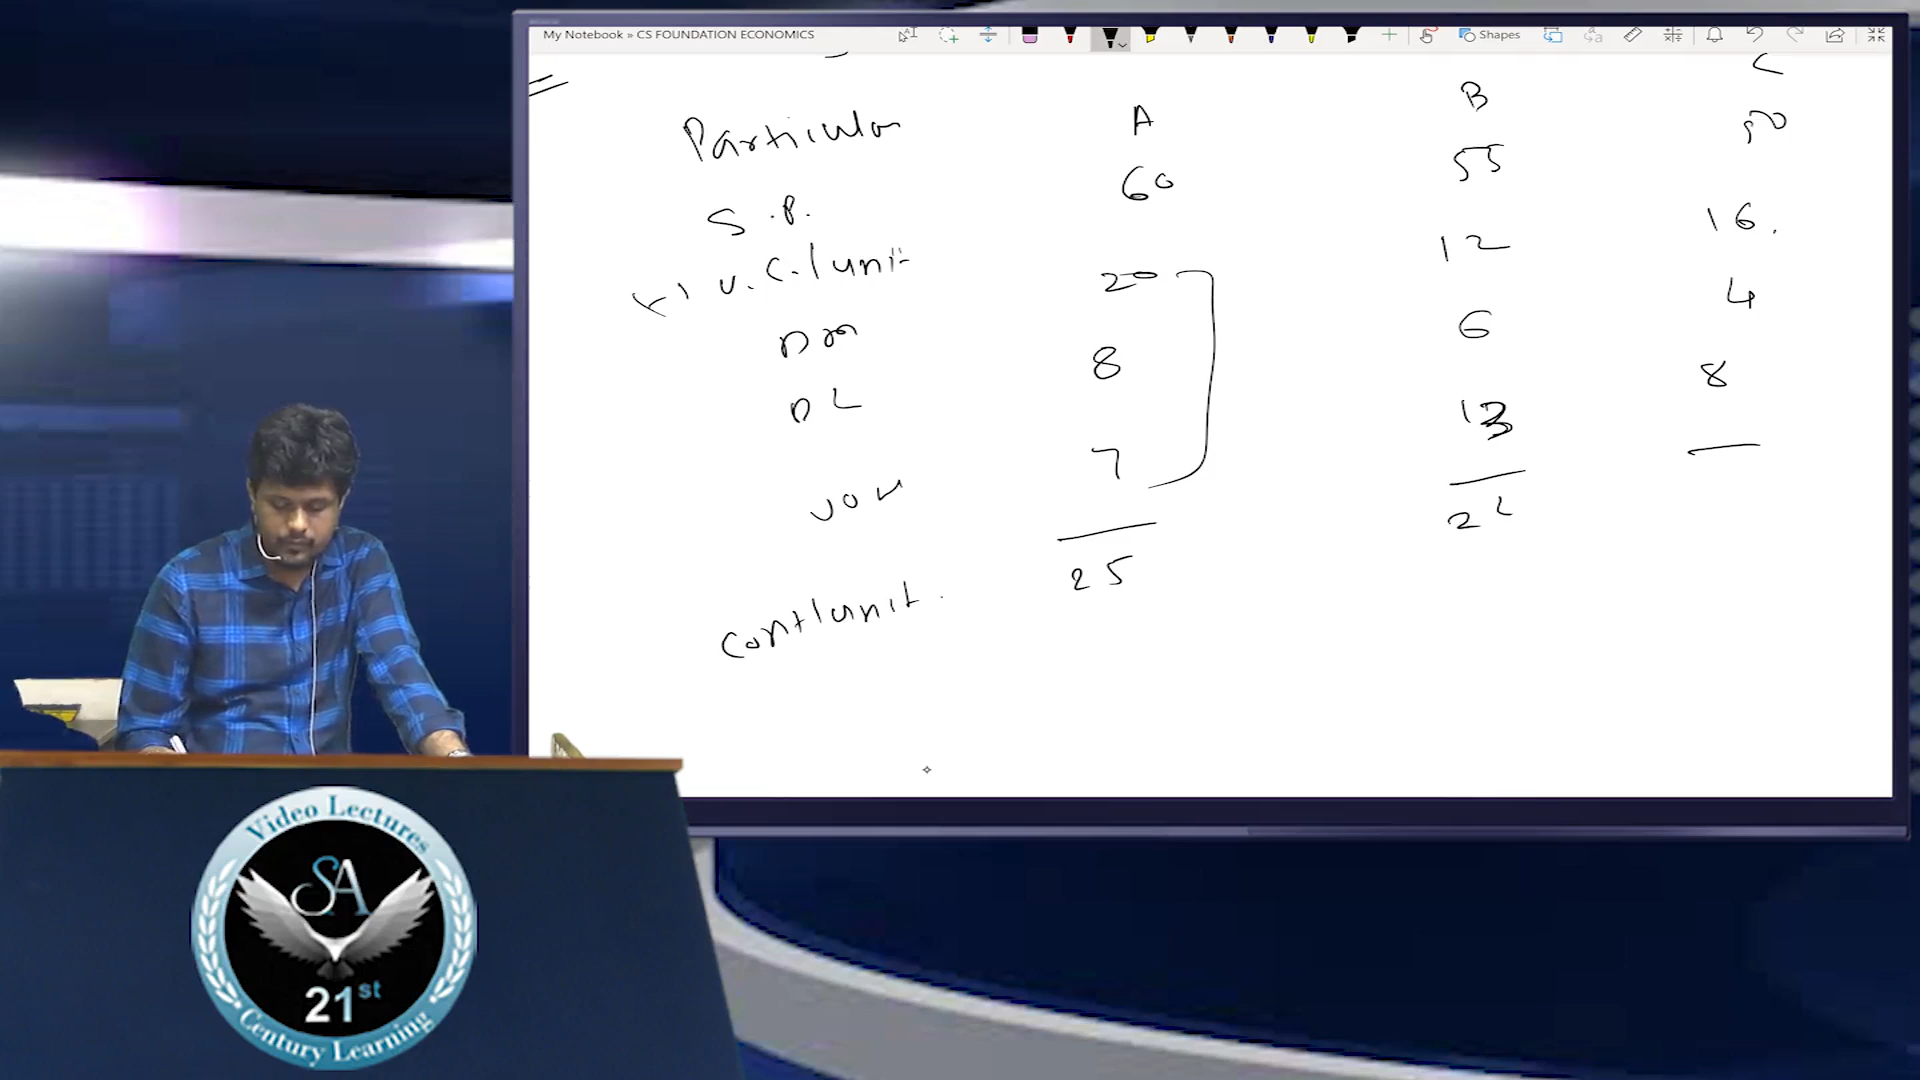 My Notebook » CS FOUNDATION ECONOMICS
Shapes
Particular A B C
S.P. 60 55 50
(-) V.C./unit
DM 20 12 16.
DL 8 6 4
VOH 7 13 8
cont/unit. 25 24
Video Lectures
SA
21st
Century Learning